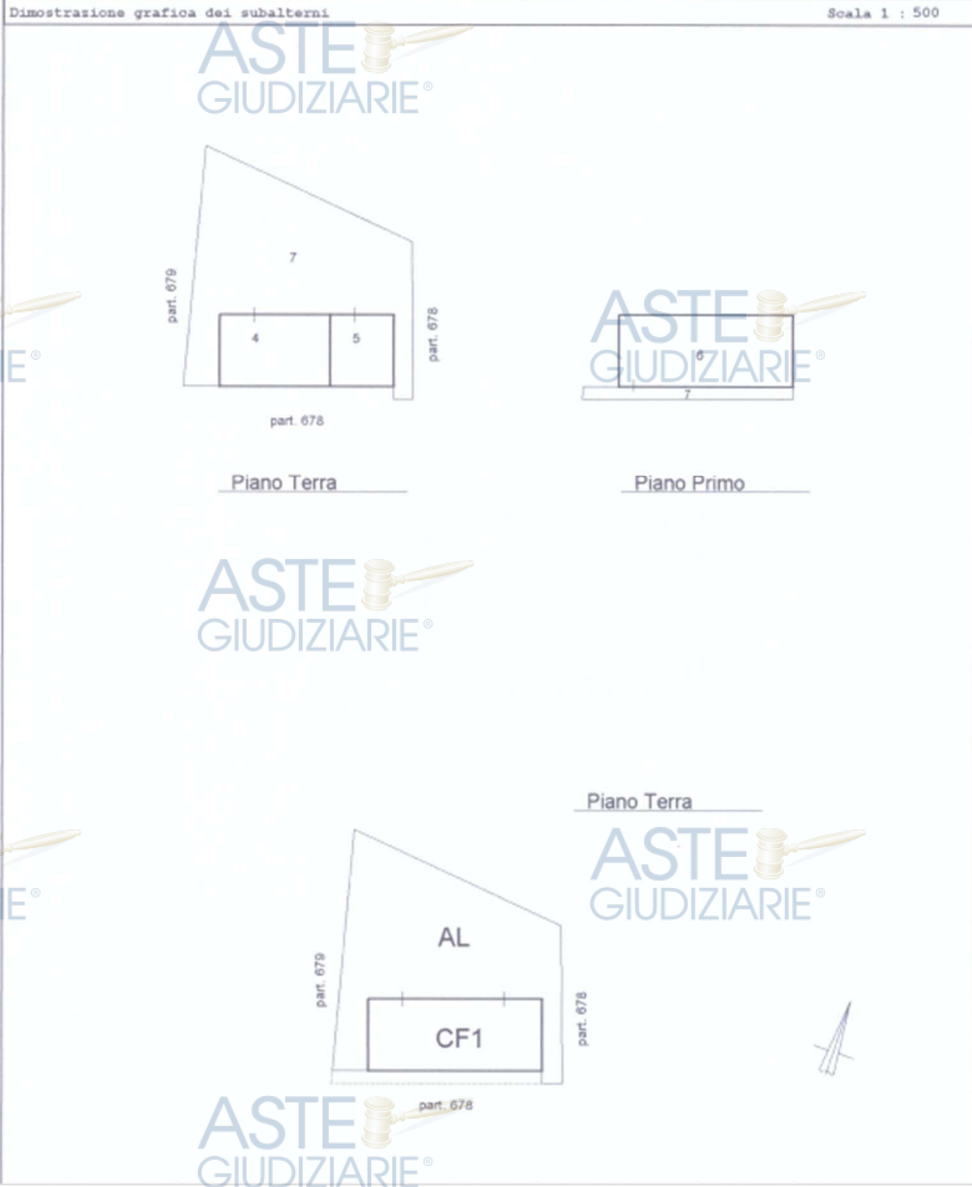 Dimostrazione grafica dei subalterni
Scala 1 : 500
ASTE
GIUDIZIARIE®
7
part. 679
4
5
part. 678
part. 678
Piano Terra
IE®
ASTE
GIUDIZIARIE®
6
7
Piano Primo
ASTE
GIUDIZIARIE®
Piano Terra
ASTE
GIUDIZIARIE®
IE®
AL
part. 679
CF1
part. 678
part. 678
ASTE
GIUDIZIARIE®